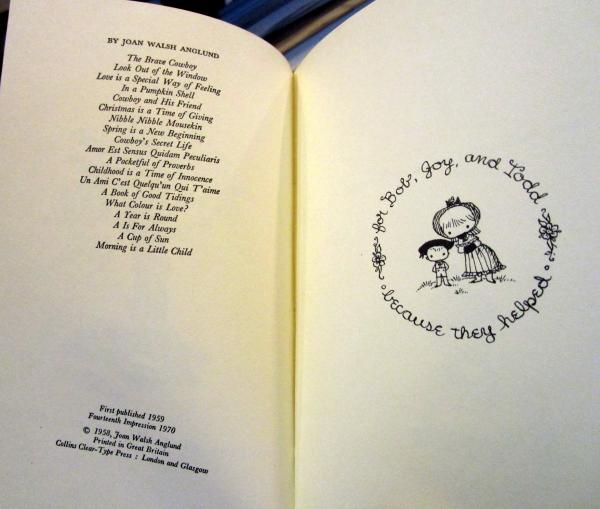 BY JOAN WALSH ANGLUND
The Brave Cowboy
Look Out of the Window
Love is a Special Way of Feeling
In a Pumpkin Shell
Cowboy and His Friend
Christmas is a Time of Giving
Nibble Nibble Mousekin
Spring is a New Beginning
Cowboy's Secret Life
Amor Est Sensus Quidam Peculiaris
A Pocketful of Proverbs
Childhood is a Time of Innocence
Un Ami C'est Quelqu'un Qui T'aime
A Book of Good Tidings
What Colour is Love?
A Year is Round
A Is For Always
A Cup of Sun
Morning is a Little Child
First published 1959
Fourteenth Impression 1970
© 1958, Joan Walsh Anglund
Printed in Great Britain
Collins Clear-Type Press : London and Glasgow
for Bob, Joy, and Todd
because they helped